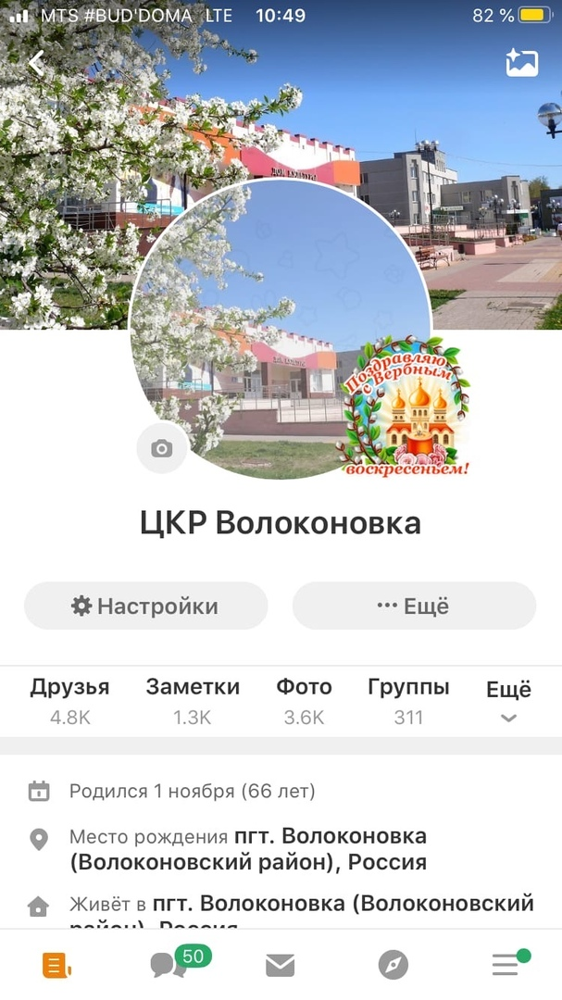 MTS #BUD'DOMA LTE 10:49 82 %
ДОМ КУЛЬТУРЫ
Поздравляю
с Вербным
воскресеньем!
ЦКР Волоконовка
Настройки
··· Ещё
Друзья Заметки Фото Группы Ещё
4.8K 1.3K 3.6K 311
Родился 1 ноября (66 лет)
Место рождения пгт. Волоконовка
(Волоконовский район), Россия
Живёт в пгт. Волоконовка (Волоконовский
район), Россия
50